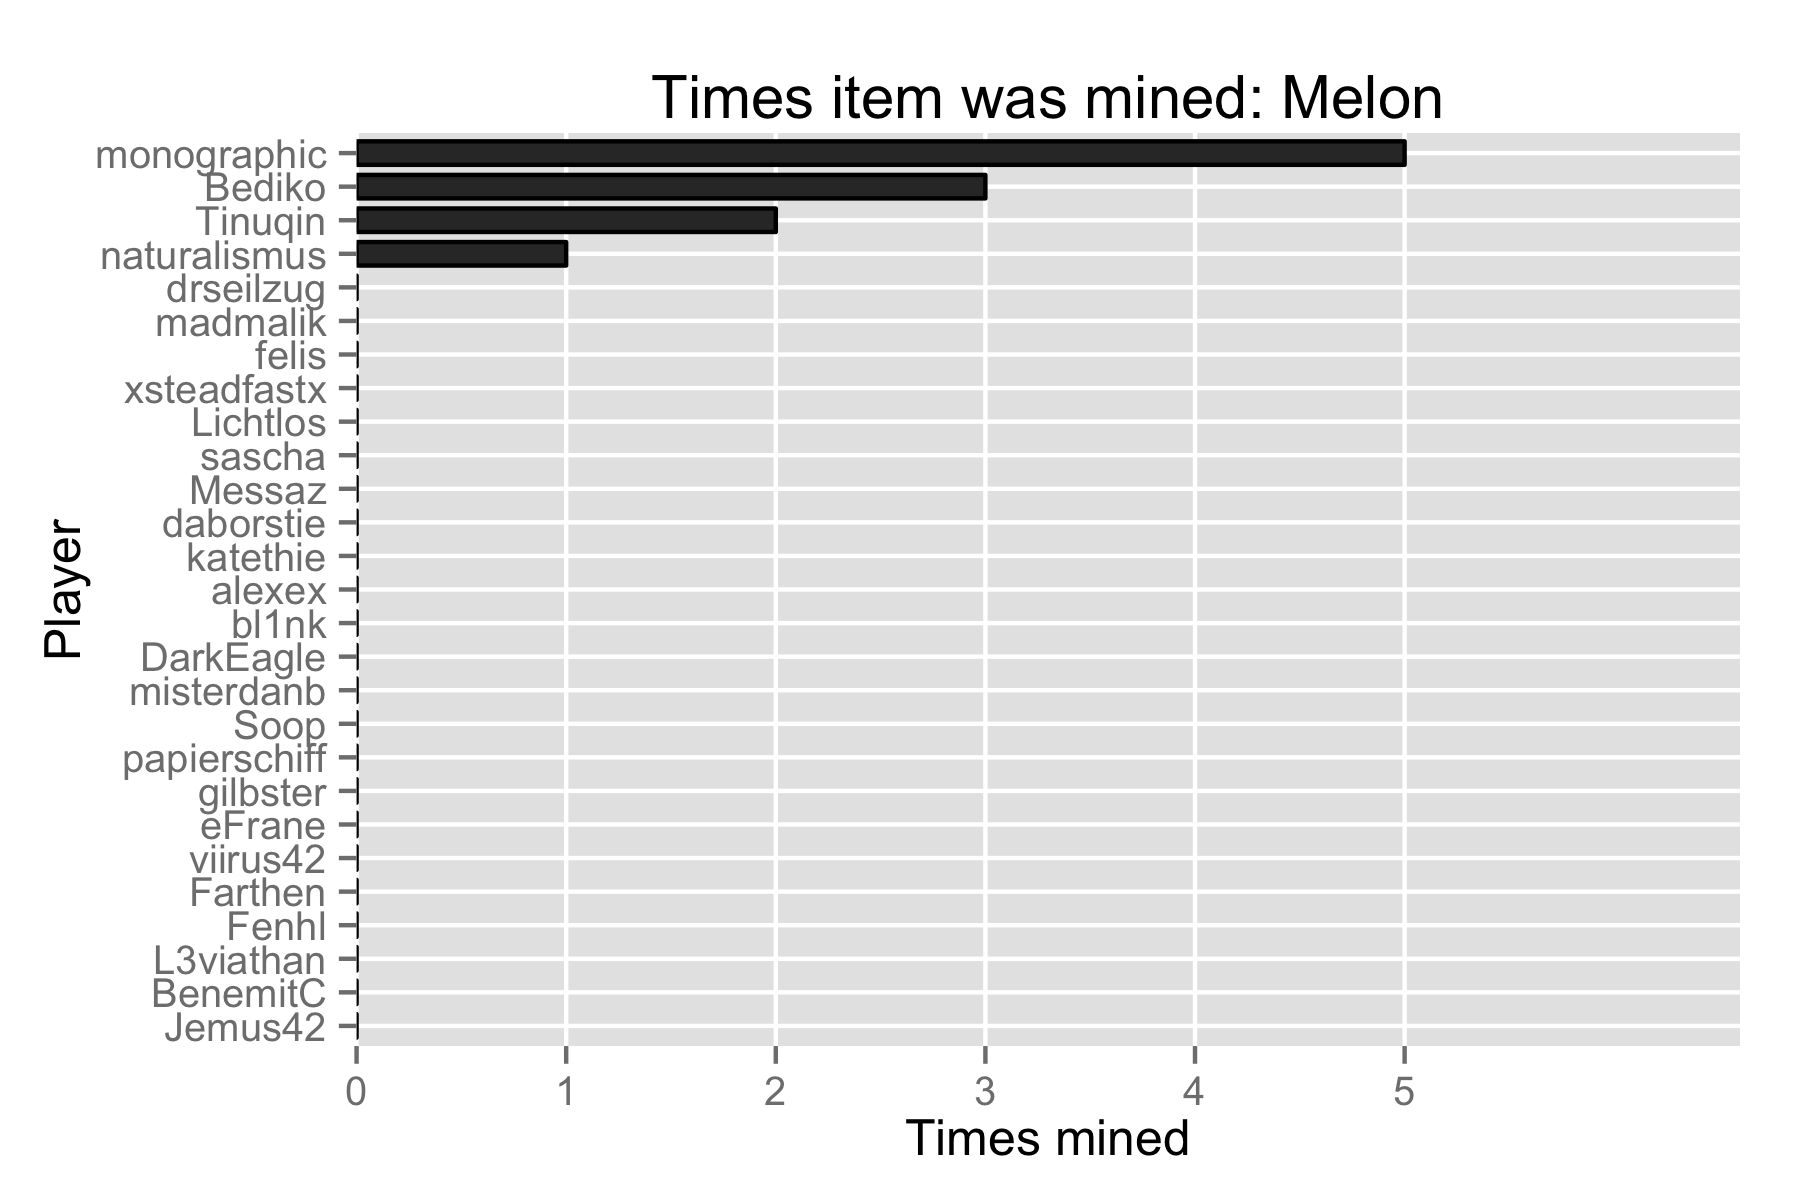 Times item was mined: Melon
monographic
Bediko
Tinuqin
naturalismus
drseilzug
madmalik
felis
xsteadfastx
Lichtlos
sascha
Messaz
daborstie
katethie
alexex
bl1nk
DarkEagle
misterdanb
Soop
papierschiff
gilbster
eFrane
viirus42
Farthen
Fenhl
L3viathan
BenemitC
Jemus42
Player
0 1 2 3 4 5
Times mined